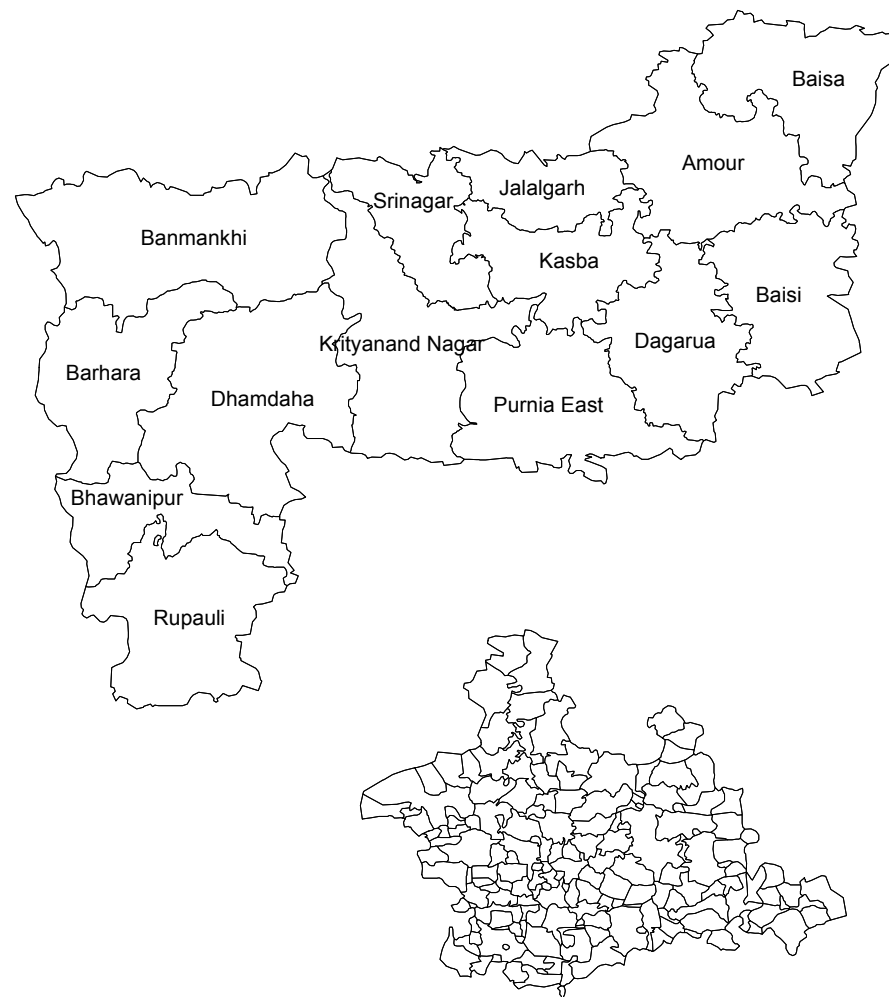 Baisa
Amour
Jalalgarh
Srinagar
Banmankhi
Kasba
Baisi
Krityanand Nagar
Dagarua
Barhara
Dhamdaha
Purnia East
Bhawanipur
Rupauli